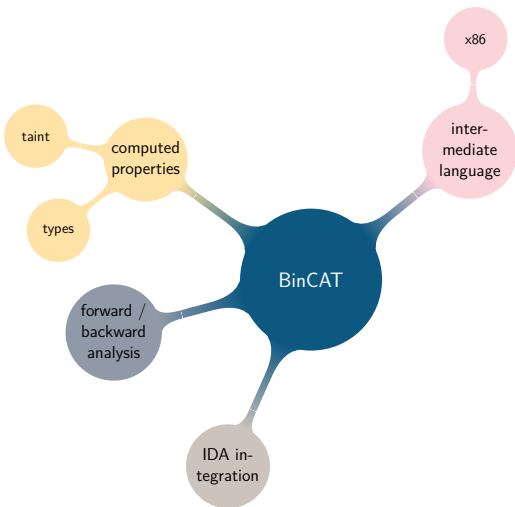 x86
inter-
mediate
language
taint
computed
properties
types
BinCAT
forward /
backward
analysis
IDA in-
tegration